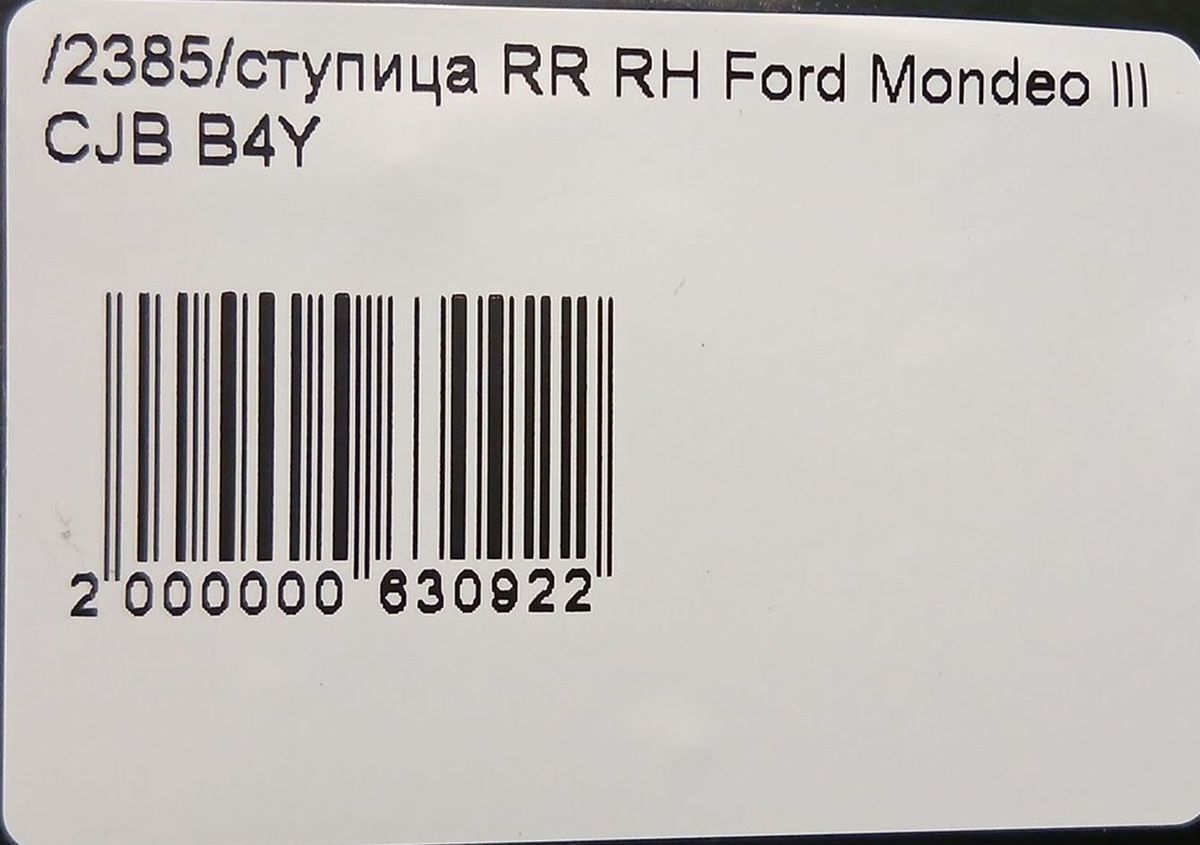 /2385/ступица RR RH Ford Mondeo III
CJB B4Y
2 000000 630922